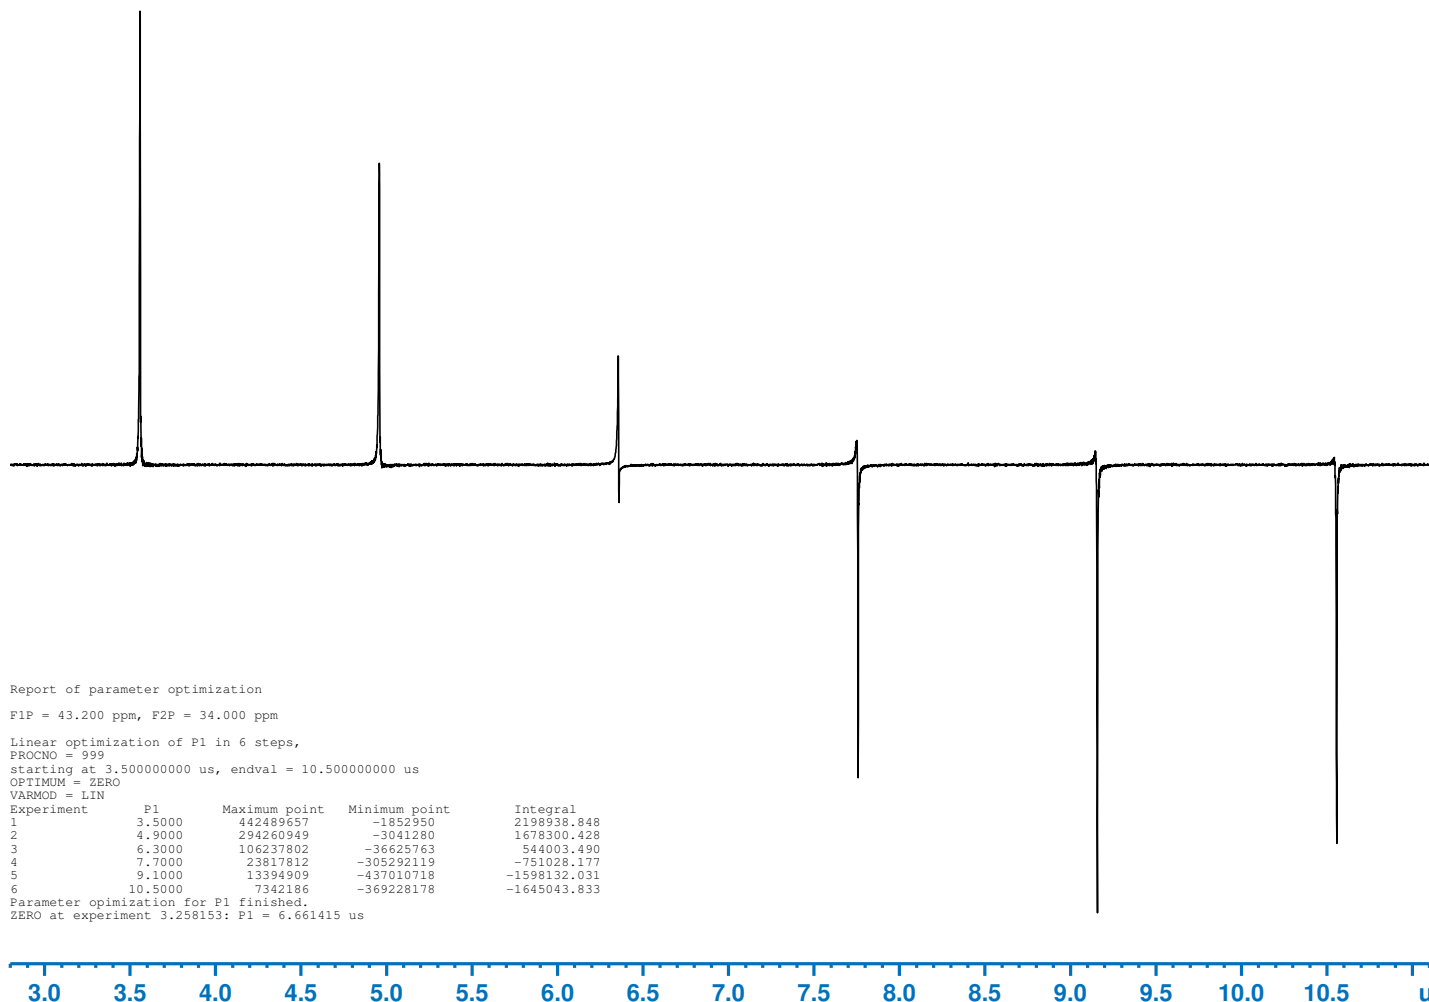 Report of parameter optimization
F1P = 43.200 ppm, F2P = 34.000 ppm
Linear optimization of P1 in 6 steps,
PROCNO = 999
starting at 3.500000000 us, endval = 10.500000000 us
OPTIMUM = ZERO
VARMOD = LIN
Experiment P1 Maximum point Minimum point Integral
1 3.5000 442489657 -1852950 2198938.848
2 4.9000 294260949 -3041280 1678300.428
3 6.3000 106237802 -36625763 544003.490
4 7.7000 23817812 -305292119 -751028.177
5 9.1000 13394909 -437010718 -1598132.031
6 10.5000 7342186 -369228178 -1645043.833
Parameter opimization for P1 finished.
ZERO at experiment 3.258153: P1 = 6.661415 us
3.0 3.5 4.0 4.5 5.0 5.5 6.0 6.5 7.0 7.5 8.0 8.5 9.0 9.5 10.0 10.5